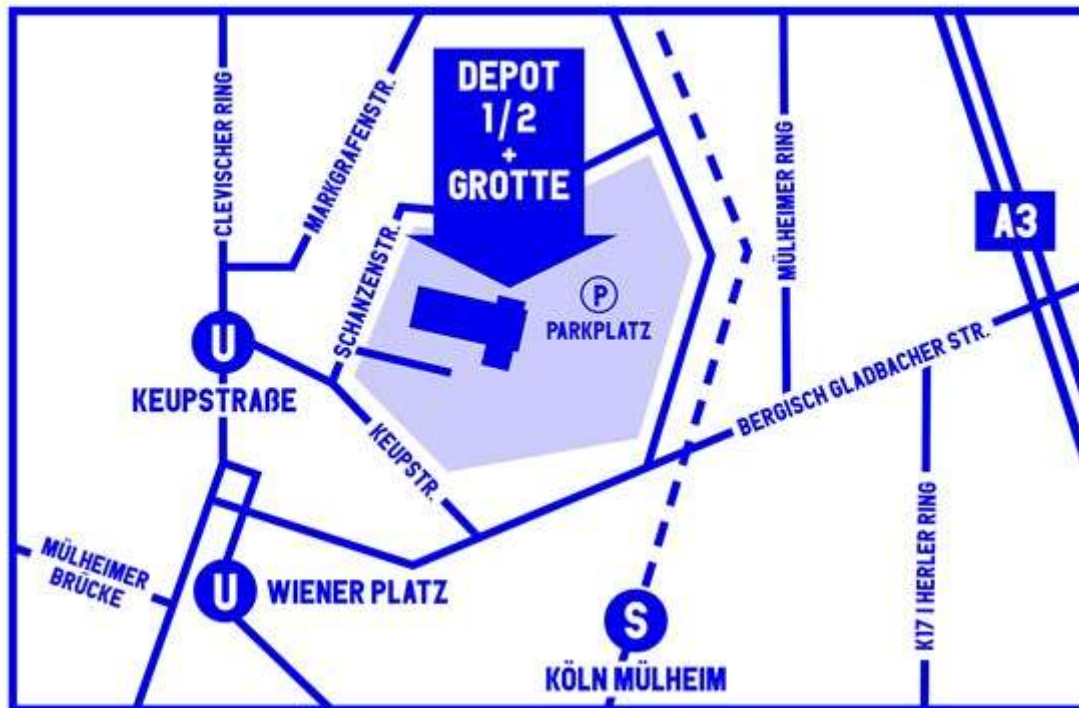 DEPOT
1/2
+
GROTTE
CLEVISCHER RING
MARKGRAFENSTR.
SCHANZENSTR.
MÜLHEIMER RING
A3
P
PARKPLATZ
U
KEUPSTRAßE
KEUPSTR.
BERGISCH GLADBACHER STR.
MÜLHEIMER
BRÜCKE
U
WIENER PLATZ
S
KÖLN MÜLHEIM
K17 | HERLER RING